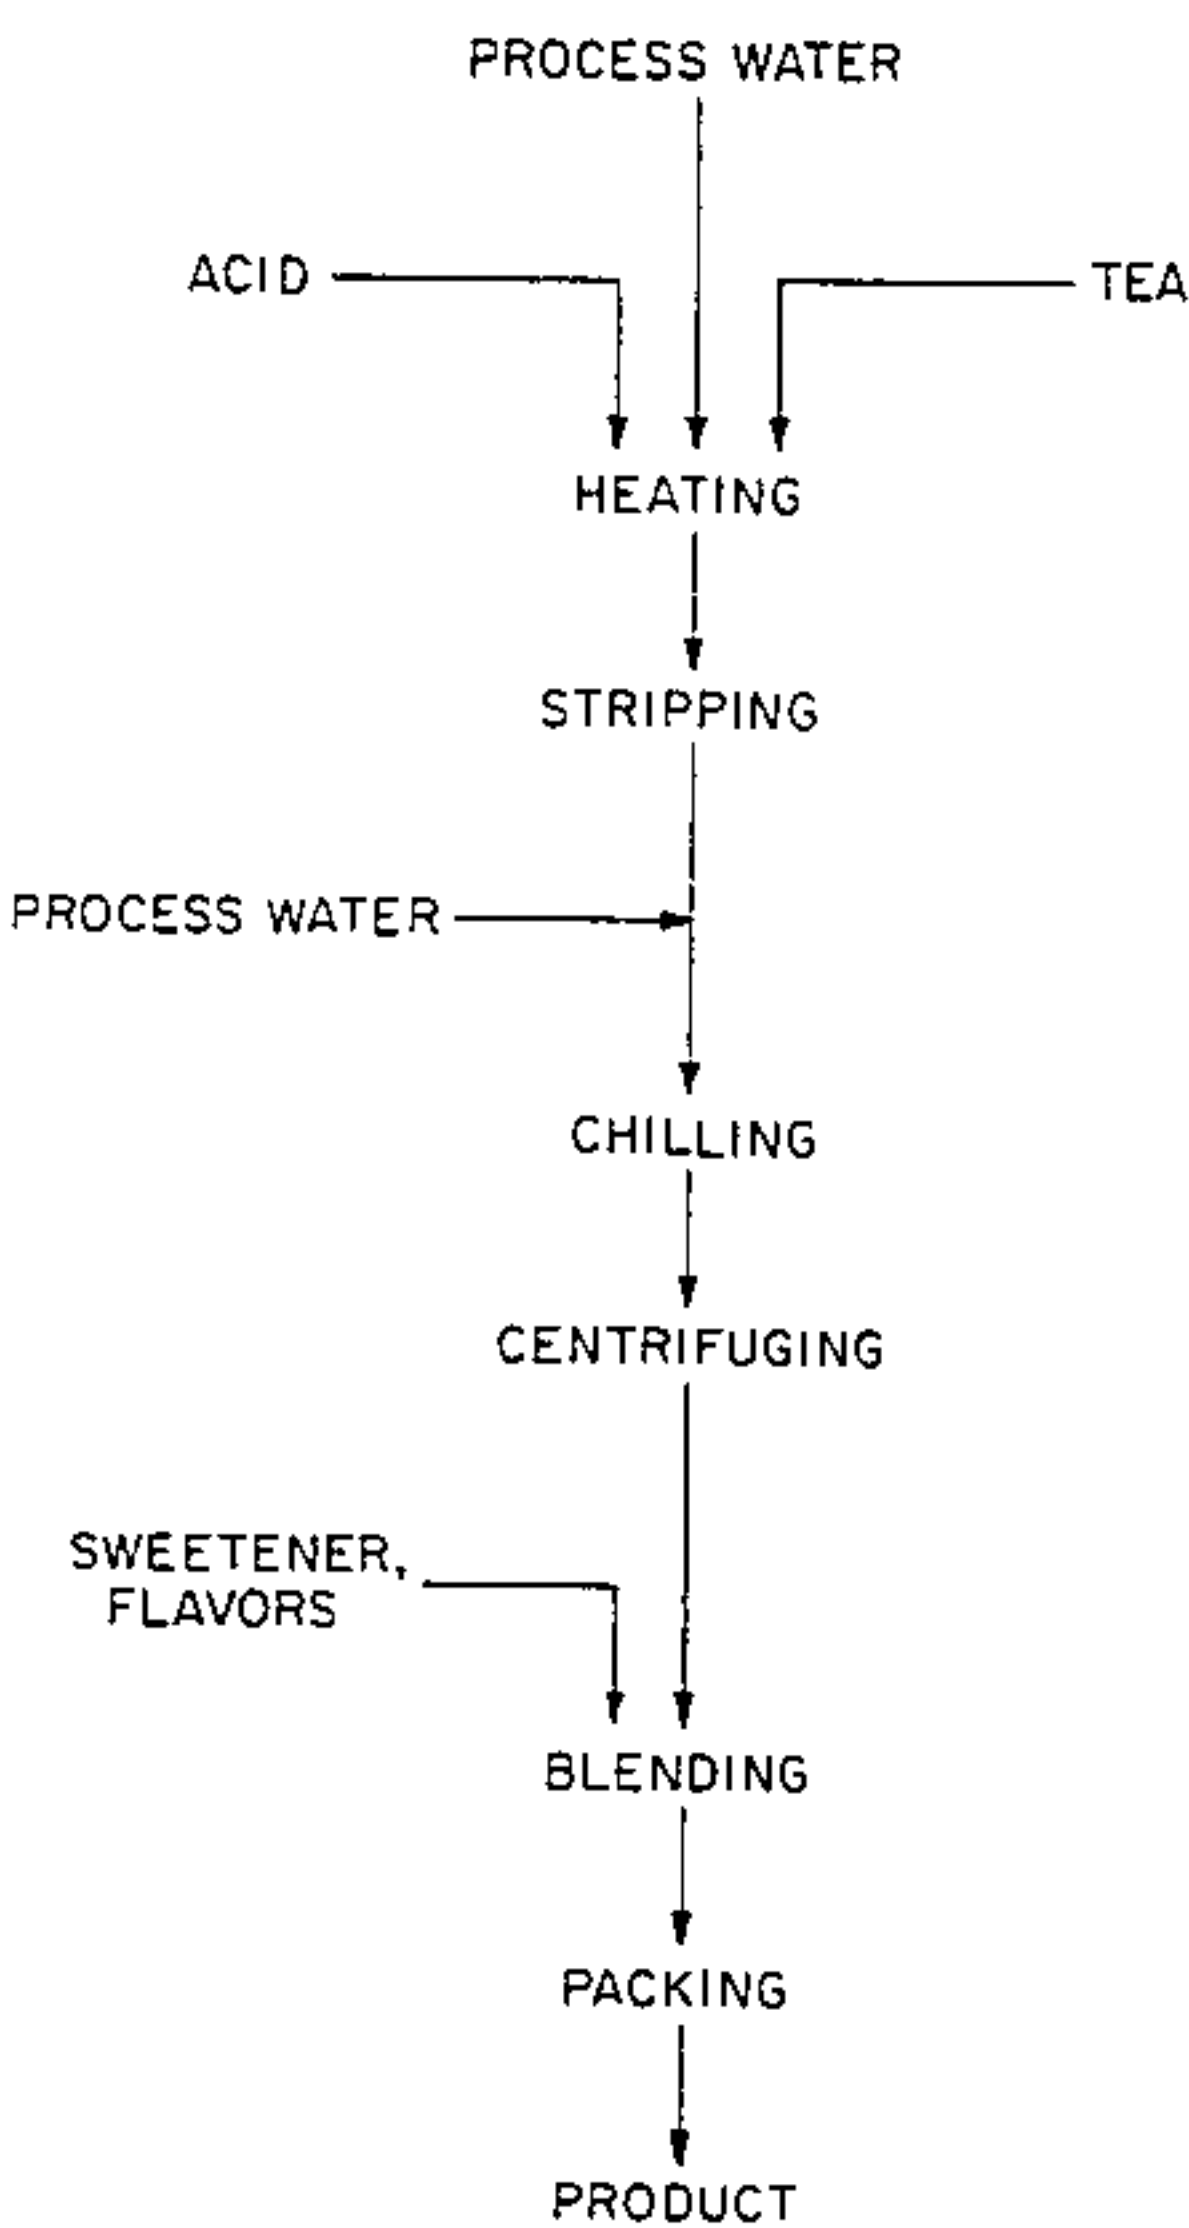 PROCESS WATER
ACID
TEA
HEATING
STRIPPING
PROCESS WATER
CHILLING
CENTRIFUGING
SWEETENER,
FLAVORS
BLENDING
PACKING
PRODUCT